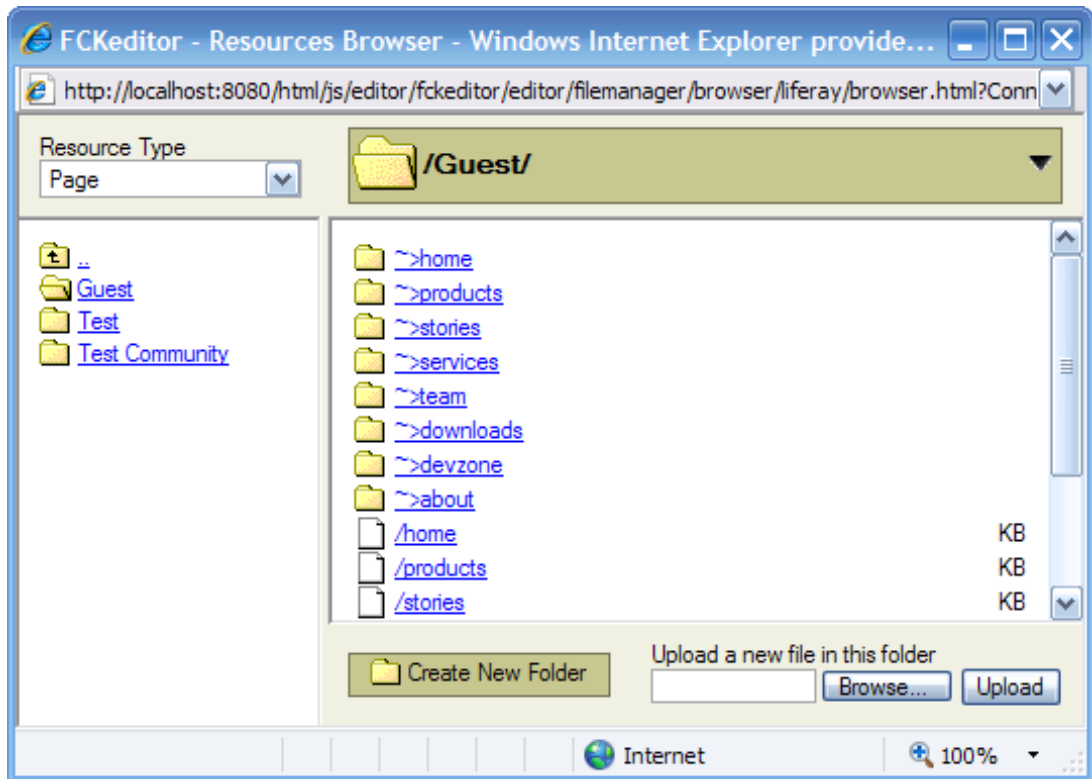 FCKeditor - Resources Browser - Windows Internet Explorer provide...
http://localhost:8080/html/js/editor/fckeditor/editor/filemanager/browser/liferay/browser.html?Conn
Resource Type
Page
/Guest/
..
Guest
Test
Test Community
~>home
~>products
~>stories
~>services
~>team
~>downloads
~>devzone
~>about
/home KB
/products KB
/stories KB
Create New Folder
Upload a new file in this folder
Browse... Upload
Internet 100%